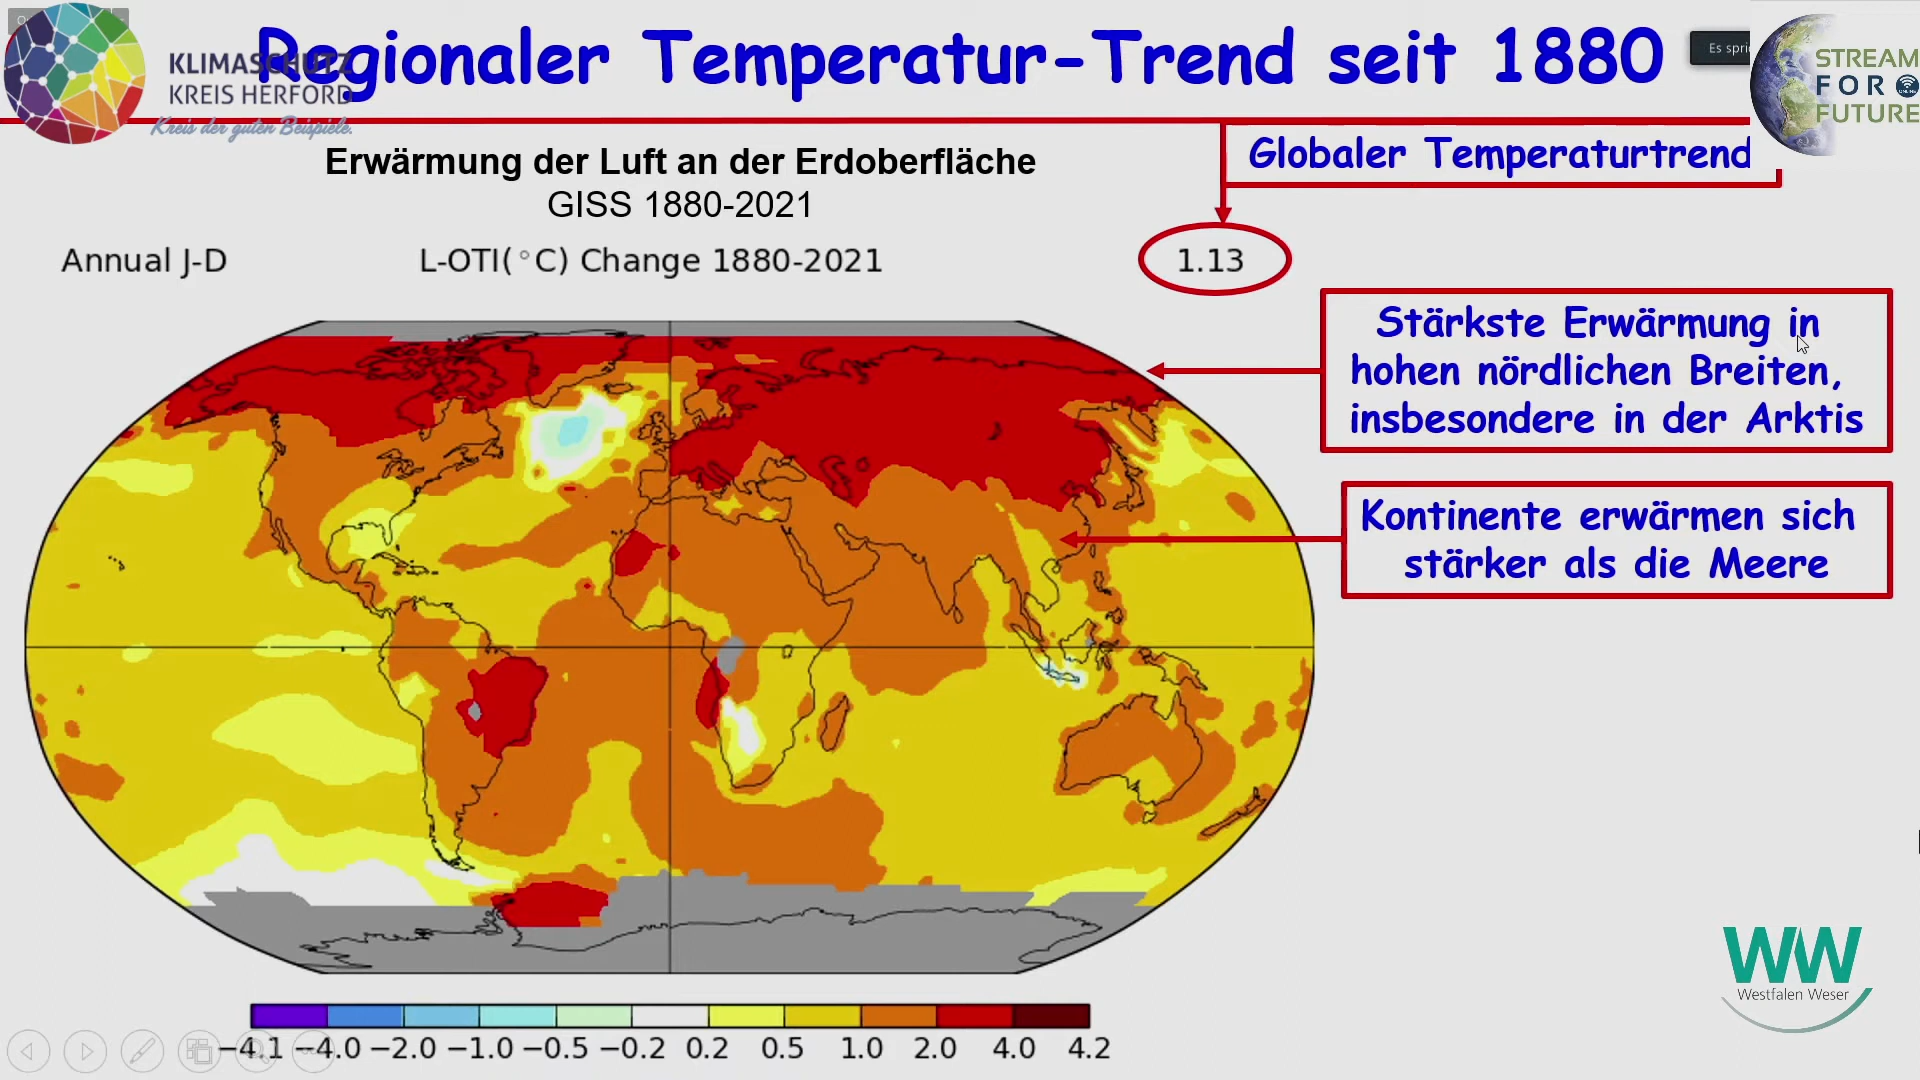 Regionaler Temperatur-Trend seit 1880
KLIMASCHUTZ
KREIS HERFORD
Kreis der guten Beispiele.
Es spri
STREAM
FOR
FUTURE
Globaler Temperaturtrend
Erwärmung der Luft an der Erdoberfläche
GISS 1880-2021
Annual J-D L-OTI(°C) Change 1880-2021 1.13
Stärkste Erwärmung in
hohen nördlichen Breiten,
insbesondere in der Arktis
Kontinente erwärmen sich
stärker als die Meere
WW
Westfalen Weser
−4.1 −4.0 −2.0 −1.0 −0.5 −0.2 0.2 0.5 1.0 2.0 4.0 4.2